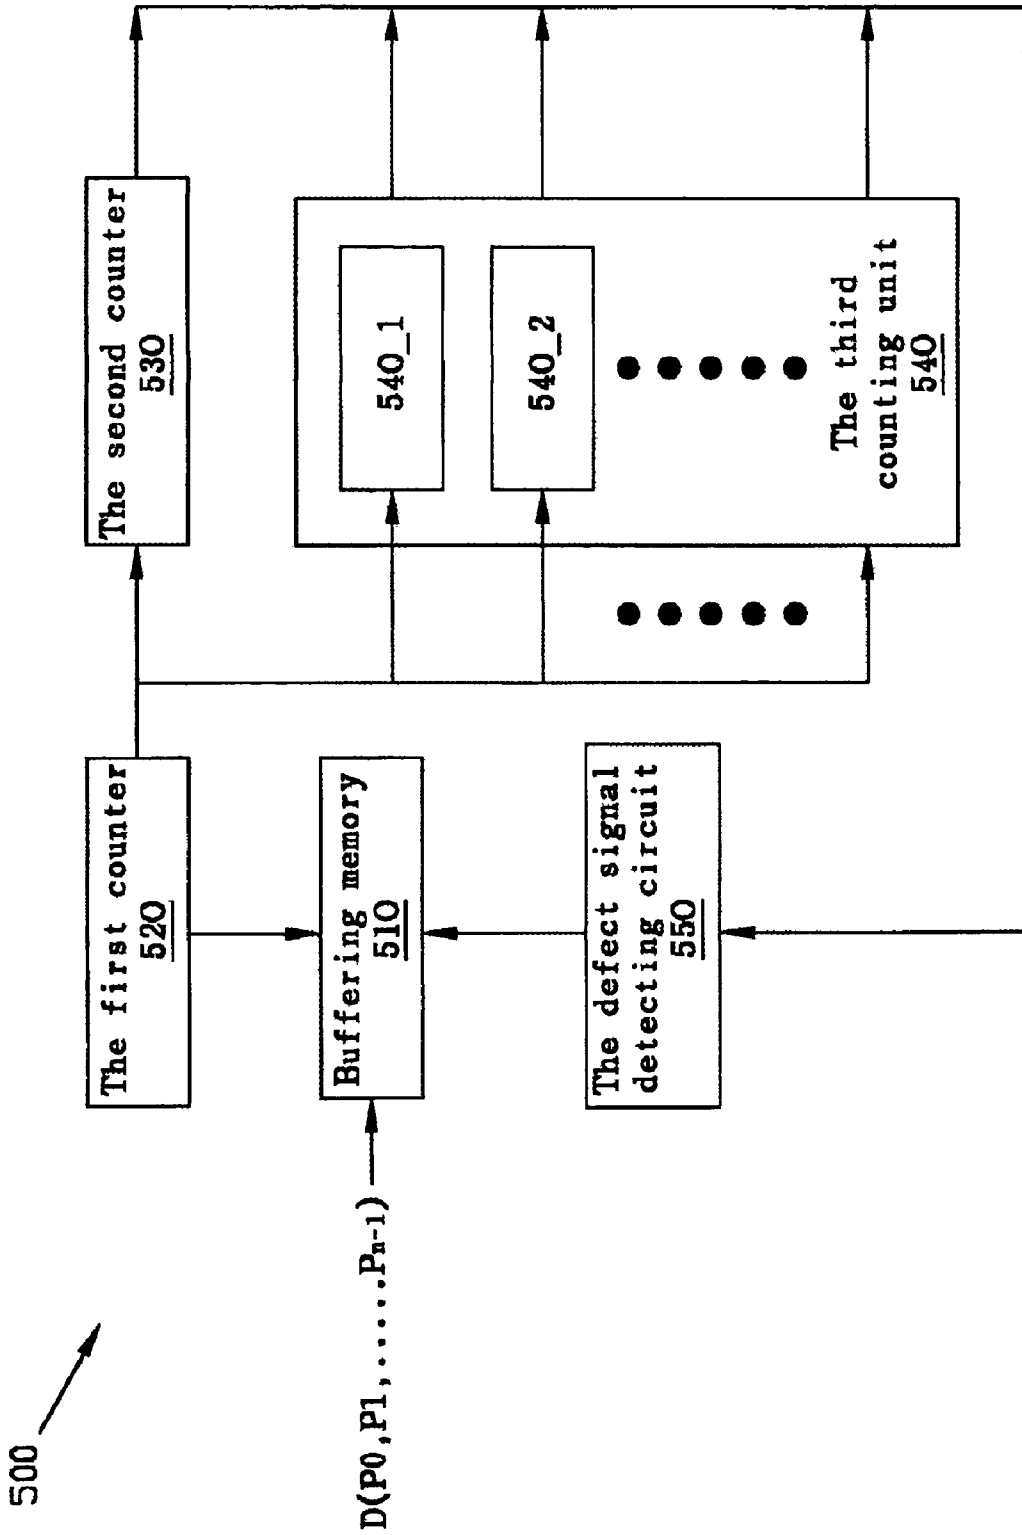 500
D(P0,P1,.....Pn-1)
The first counter
520
Buffering memory
510
The defect signal
detecting circuit
550
The second counter
530
540_1
540_2
The third
counting unit
540